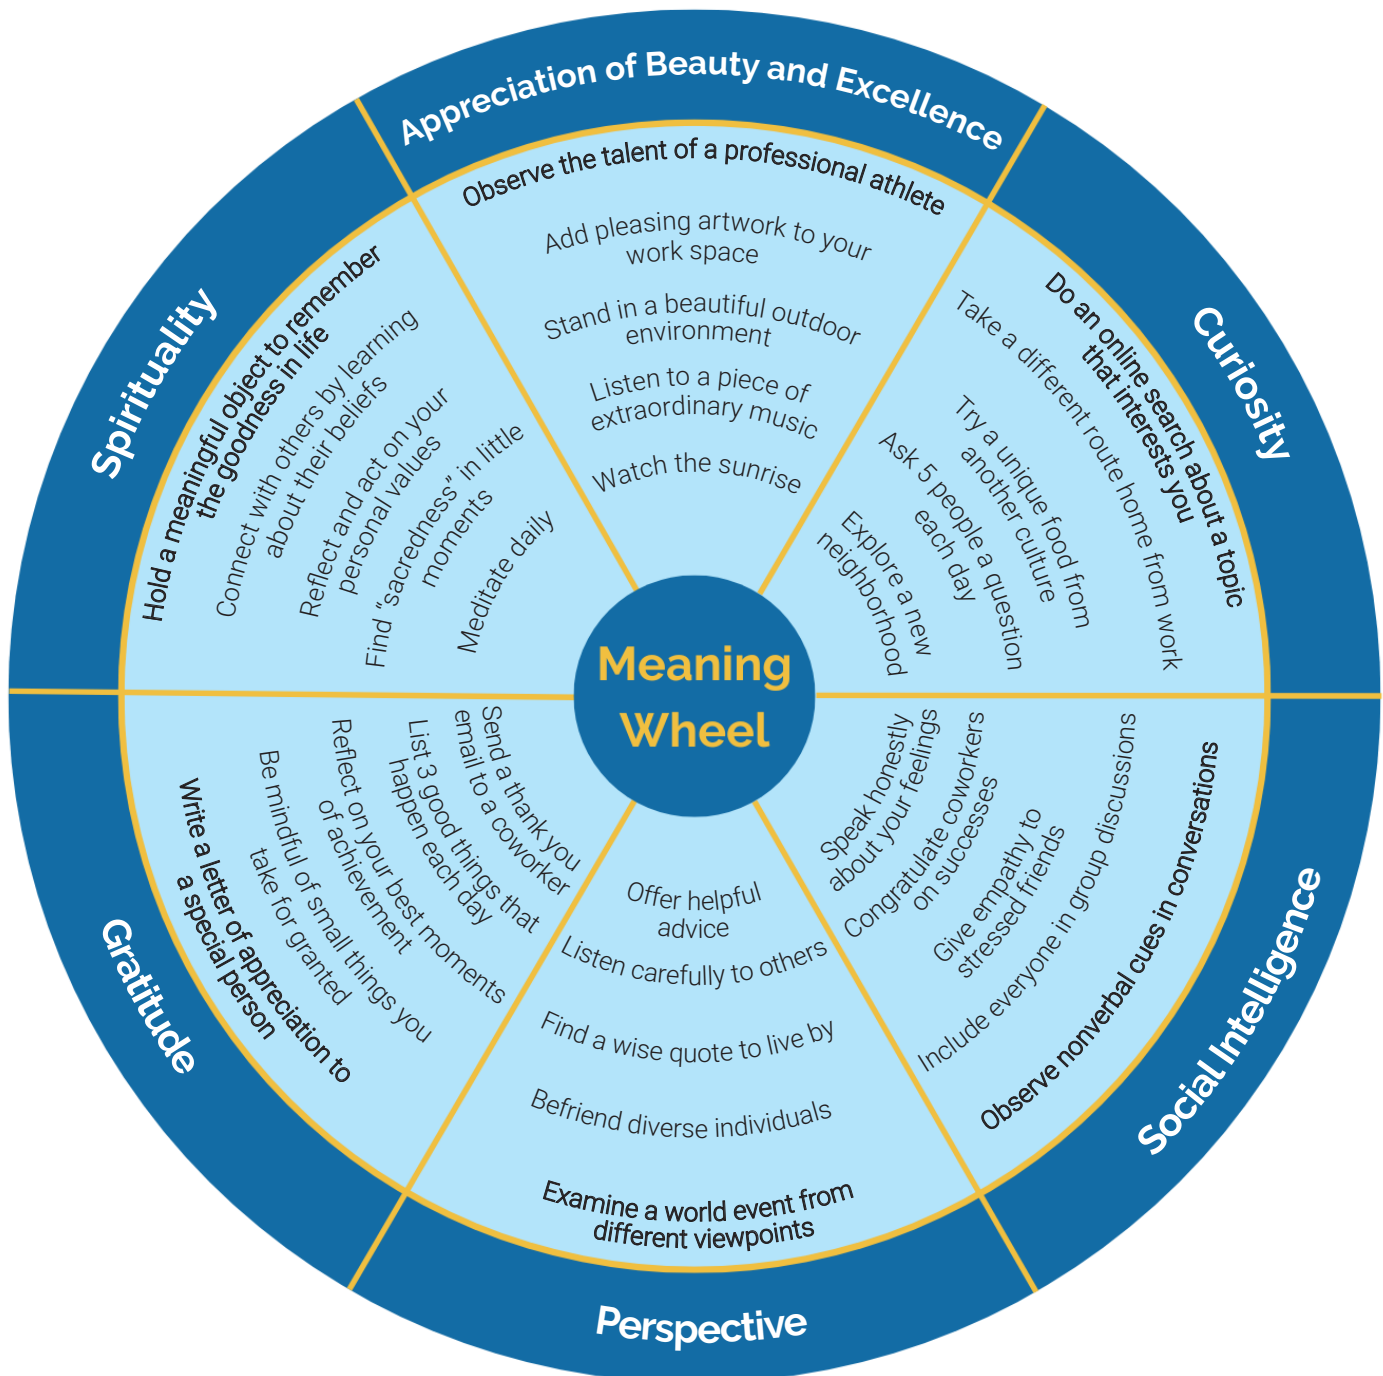 Appreciation of Beauty and Excellence
Observe the talent of a professional athlete
Add pleasing artwork to your
work space
Stand in a beautiful outdoor
environment
Listen to a piece of
extraordinary music
Watch the sunrise
Curiosity
Do an online search about a topic
that interests you
Take a different route home from work
Try a unique food from
another culture
Ask 5 people a question
each day
Explore a new
neighborhood
Social Intelligence
Speak honestly
about your feelings
Congratulate coworkers
on successes
Give empathy to
stressed friends
Include everyone in group discussions
Observe nonverbal cues in conversations
Perspective
Offer helpful
advice
Listen carefully to others
Find a wise quote to live by
Befriend diverse individuals
Examine a world event from
different viewpoints
Gratitude
Send a thank you
email to a coworker
List 3 good things that
happen each day
Reflect on your best moments
of achievement
Be mindful of small things you
take for granted
Write a letter of appreciation to
a special person
Spirituality
Hold a meaningful object to remember
the goodness in life
Connect with others by learning
about their beliefs
Reflect and act on your
personal values
Find “sacredness” in little
moments
Meditate daily
Meaning
Wheel